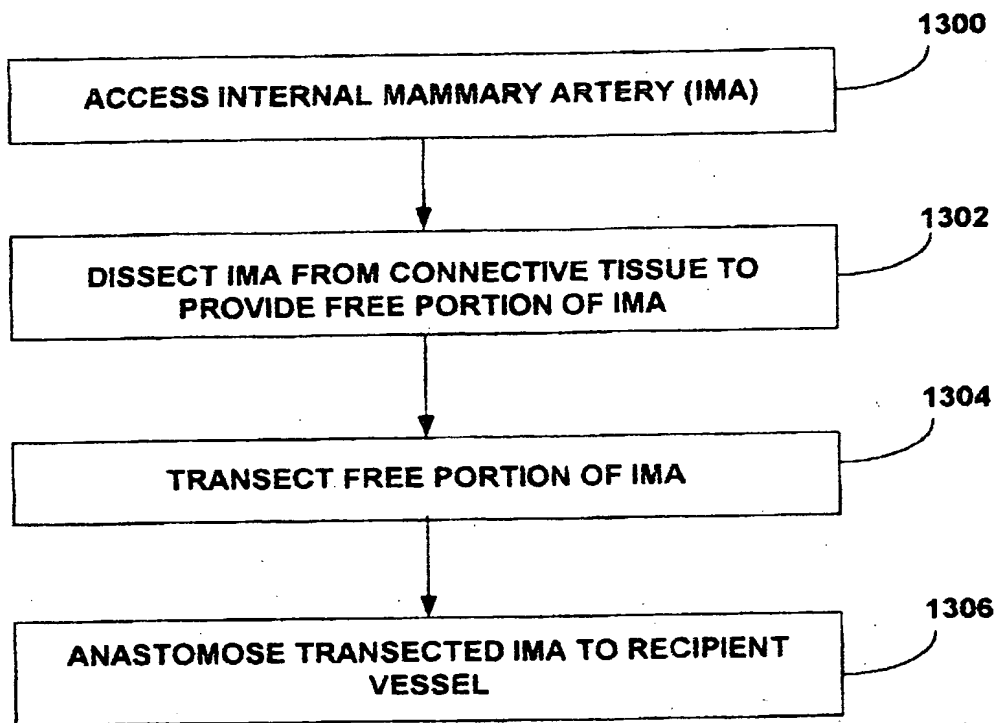 1300
ACCESS INTERNAL MAMMARY ARTERY (IMA)
1302
DISSECT IMA FROM CONNECTIVE TISSUE TO
PROVIDE FREE PORTION OF IMA
1304
TRANSECT FREE PORTION OF IMA
1306
ANASTOMOSE TRANSECTED IMA TO RECIPIENT
VESSEL